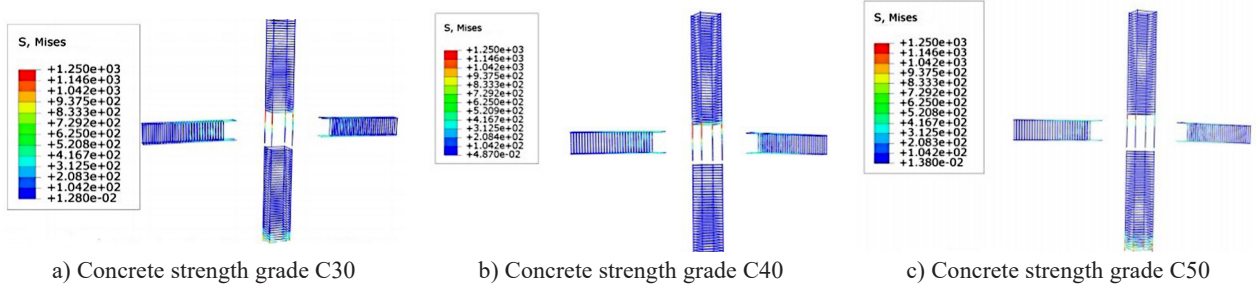 S, Mises
+1.250e+03
+1.146e+03
+1.042e+03
+9.375e+02
+8.333e+02
+7.292e+02
+6.250e+02
+5.209e+02
+4.167e+02
+3.125e+02
+2.083e+02
+1.042e+02
+1.280e-02
a) Concrete strength grade C30
S, Mises
+1.250e+03
+1.146e+03
+1.042e+03
+9.375e+02
+8.333e+02
+7.292e+02
+6.250e+02
+5.209e+02
+4.167e+02
+3.125e+02
+2.084e+02
+1.042e+02
+4.870e-02
b) Concrete strength grade C40
S, Mises
+1.250e+03
+1.146e+03
+1.042e+03
+9.375e+02
+8.333e+02
+7.292e+02
+6.250e+02
+5.208e+02
+4.167e+02
+3.125e+02
+2.083e+02
+1.042e+02
+1.380e-02
c) Concrete strength grade C50